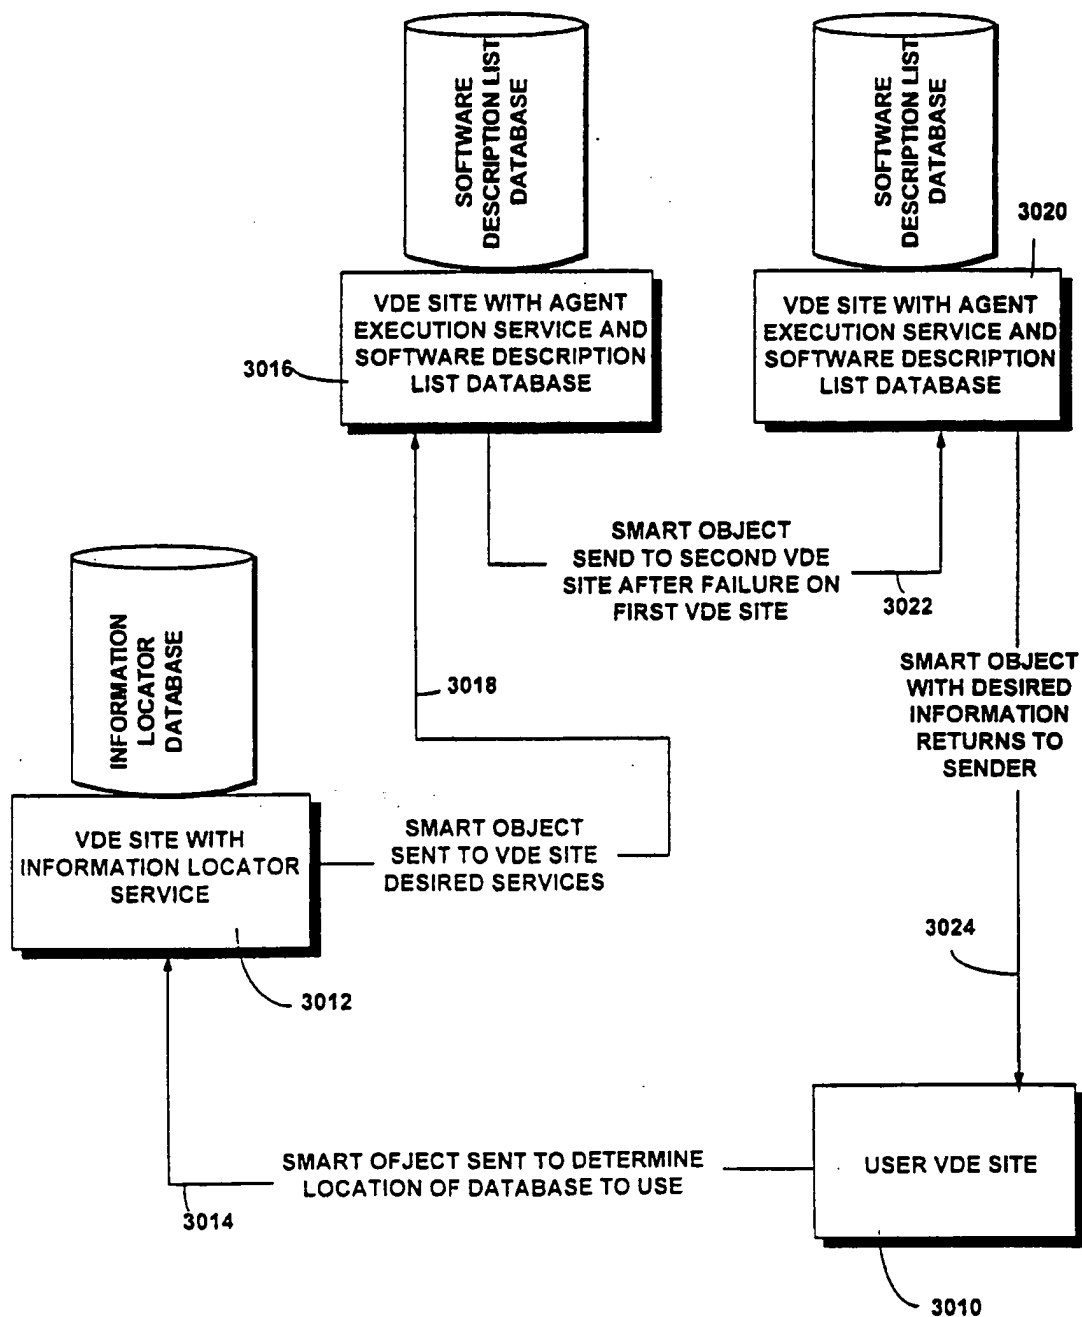 SOFTWARE
DESCRIPTION LIST
DATABASE
SOFTWARE
DESCRIPTION LIST
DATABASE
3020
VDE SITE WITH AGENT
EXECUTION SERVICE AND
SOFTWARE DESCRIPTION
LIST DATABASE
3016
VDE SITE WITH AGENT
EXECUTION SERVICE AND
SOFTWARE DESCRIPTION
LIST DATABASE
SMART OBJECT
SEND TO SECOND VDE
SITE AFTER FAILURE ON
FIRST VDE SITE
3022
INFORMATION
LOCATOR
DATABASE
3018
SMART OBJECT
WITH DESIRED
INFORMATION
RETURNS TO
SENDER
VDE SITE WITH
INFORMATION LOCATOR
SERVICE
SMART OBJECT
SENT TO VDE SITE
DESIRED SERVICES
3012
3024
SMART OFJECT SENT TO DETERMINE
LOCATION OF DATABASE TO USE
3014
USER VDE SITE
3010